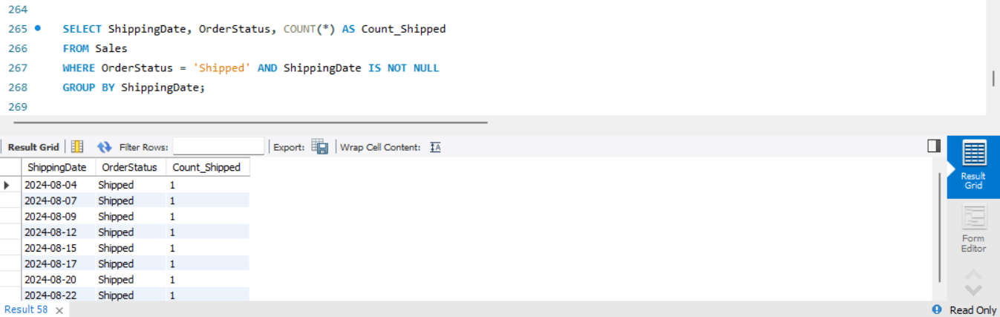 264
265 SELECT ShippingDate, OrderStatus, COUNT(*) AS Count_Shipped
266 FROM Sales
267 WHERE OrderStatus = 'Shipped' AND ShippingDate IS NOT NULL
268 GROUP BY ShippingDate;
269
Result Grid Filter Rows: Export: Wrap Cell Content: IA
ShippingDate OrderStatus Count_Shipped
2024-08-04 Shipped 1
2024-08-07 Shipped 1
2024-08-09 Shipped 1
2024-08-12 Shipped 1
2024-08-15 Shipped 1
2024-08-17 Shipped 1
2024-08-20 Shipped 1
2024-08-22 Shipped 1
Result
Grid
Form
Editor
Result 58
Read Only